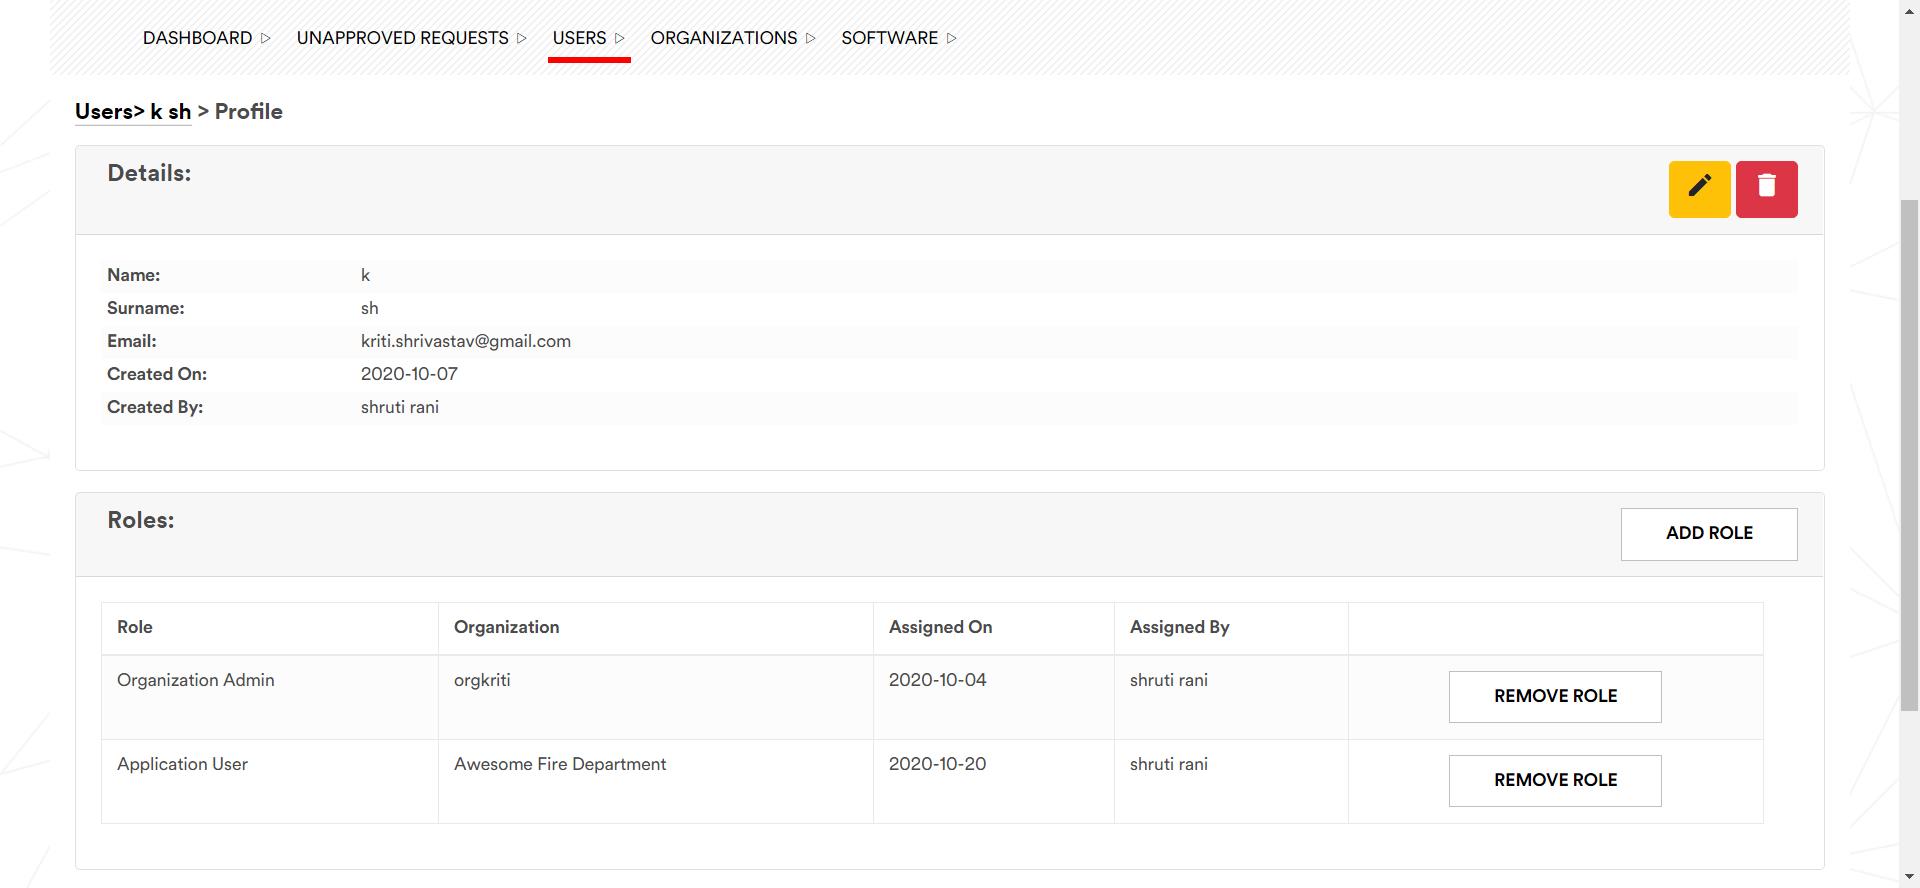 DASHBOARD UNAPPROVED REQUESTS USERS ORGANIZATIONS SOFTWARE
Users> k sh > Profile
Details:
Name: k
Surname: sh
Email: kriti.shrivastav@gmail.com
Created On: 2020-10-07
Created By: shruti rani
Roles: ADD ROLE
Role Organization Assigned On Assigned By
Organization Admin orgkriti 2020-10-04 shruti rani REMOVE ROLE
Application User Awesome Fire Department 2020-10-20 shruti rani REMOVE ROLE